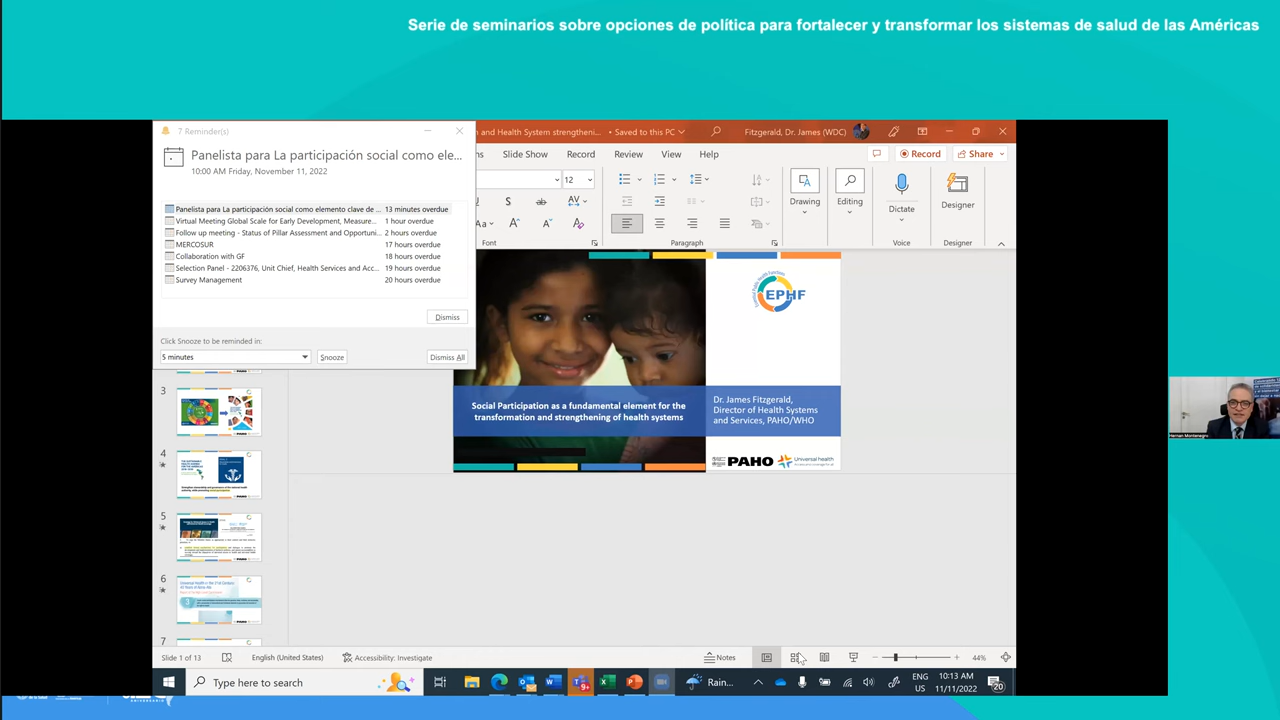 Serie de seminarios sobre opciones de política para fortalecer y transformar los sistemas de salud de las Américas
7 Reminder(s)
Panelista para La participación social como ele...
10:00 AM Friday, November 11, 2022
Panelista para La participación social como elemento clave de ... 13 minutes overdue
Virtual Meeting Global Scale for Early Development, Measure... 1 hour overdue
Follow up meeting - Status of Pillar Assessment and Opportuni... 2 hours overdue
MERCOSUR 17 hours overdue
Collaboration with GF 18 hours overdue
Selection Panel - 2206376, Unit Chief, Health Services and Acc... 19 hours overdue
Survey Management 20 hours overdue
Dismiss
Click Snooze to be reminded in:
5 minutes Snooze Dismiss All
n and Health System strengtheni... • Saved to this PC Fitzgerald, Dr. James (WDC)
ns Slide Show Record Review View Help Record Share
12
Aa
Drawing Editing Dictate Designer
Font Paragraph Voice Designer
EPHF
Social Participation as a fundamental element for the
transformation and strengthening of health systems
Dr. James Fitzgerald,
Director of Health Systems
and Services, PAHO/WHO
PAHO Universal health
3
4
5
6
7
Slide 1 of 13 English (United States) Accessibility: Investigate Notes 44%
Type here to search
9+
Rain...
ENG
US
10:13 AM
11/11/2022
20
Hernan Montenegro